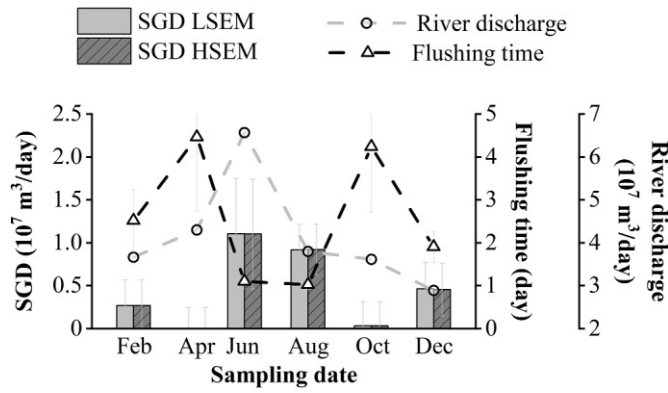 SGD LSEM
River discharge
SGD HSEM
Flushing time
2.5
2.0
1.5
1.0
0.5
0
SGD (10⁷ m³/day)
5
4
3
2
1
0
Flushing time (day)
7
6
5
4
3
2
River discharge
(10⁷ m³/day)
Feb Apr Jun Aug Oct Dec
Sampling date